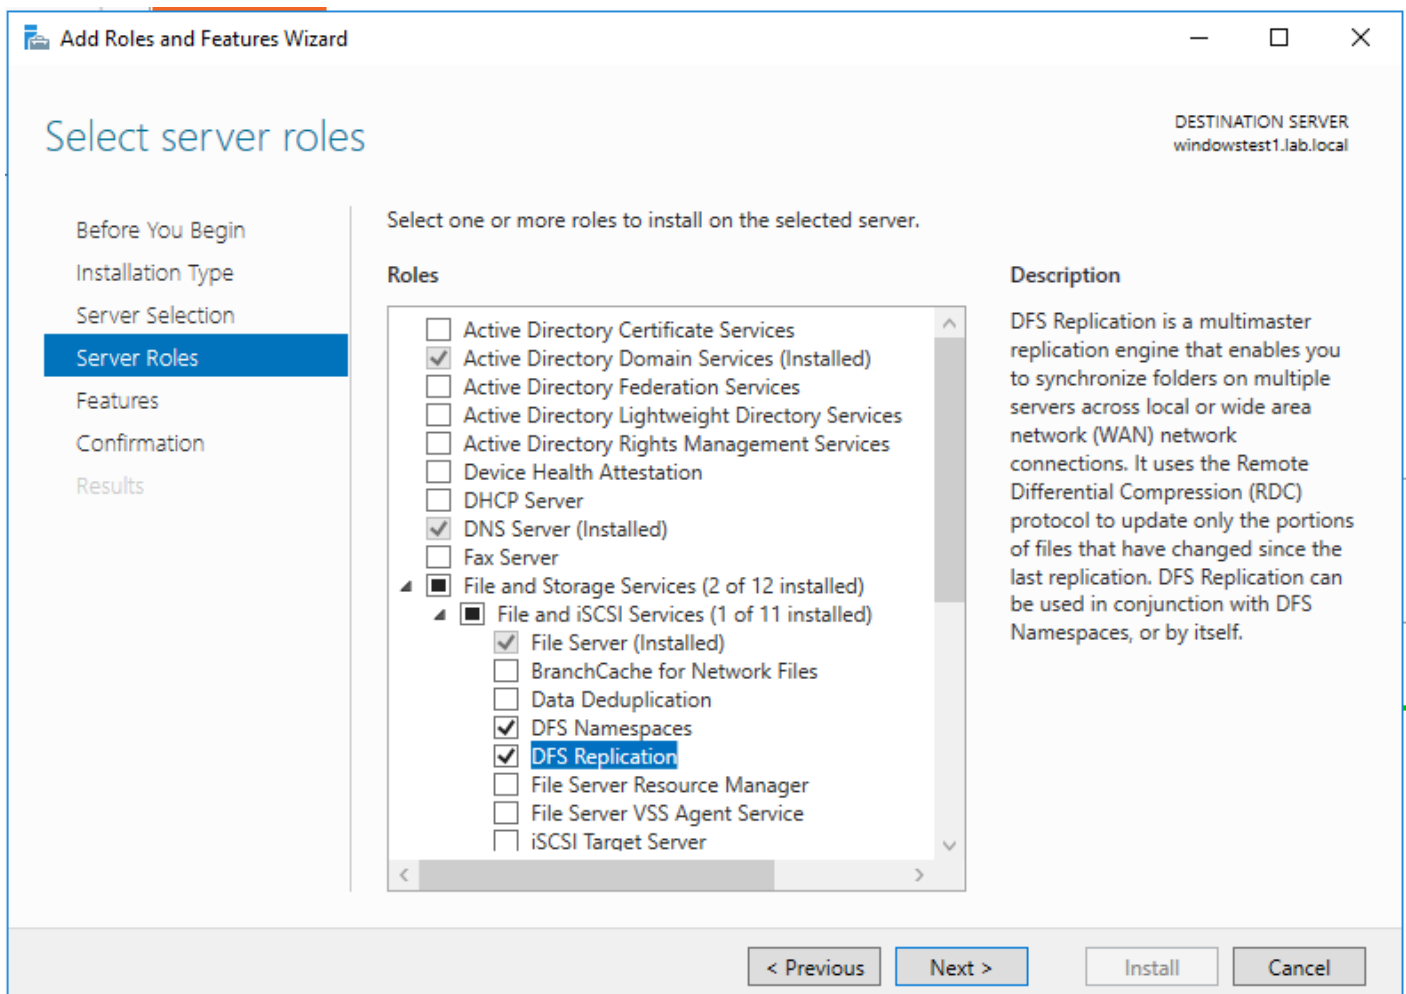 Add Roles and Features Wizard
Select server roles
DESTINATION SERVER
windowstest1.lab.local
Before You Begin
Installation Type
Server Selection
Server Roles
Features
Confirmation
Results
Select one or more roles to install on the selected server.
Roles
Active Directory Certificate Services
Active Directory Domain Services (Installed)
Active Directory Federation Services
Active Directory Lightweight Directory Services
Active Directory Rights Management Services
Device Health Attestation
DHCP Server
DNS Server (Installed)
Fax Server
File and Storage Services (2 of 12 installed)
File and iSCSI Services (1 of 11 installed)
File Server (Installed)
BranchCache for Network Files
Data Deduplication
DFS Namespaces
DFS Replication
File Server Resource Manager
File Server VSS Agent Service
iSCSI Target Server
Description
DFS Replication is a multimaster
replication engine that enables you
to synchronize folders on multiple
servers across local or wide area
network (WAN) network
connections. It uses the Remote
Differential Compression (RDC)
protocol to update only the portions
of files that have changed since the
last replication. DFS Replication can
be used in conjunction with DFS
Namespaces, or by itself.
< Previous
Next >
Install
Cancel